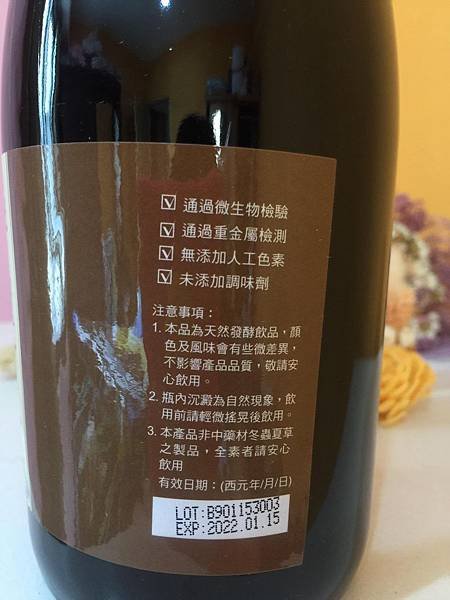 ☑ 通過微生物檢驗
☑ 通過重金屬檢測
☑ 無添加人工色素
☑ 未添加調味劑
注意事項：
1. 本品為天然發酵飲品，顏
色及風味會有些微差異，
不影響產品品質，敬請安
心飲用。
2. 瓶內沉澱為自然現象，飲
用前請輕微搖晃後飲用。
3. 本產品非中藥材冬蟲夏草
之製品，全素者請安心
飲用
有效日期：(西元年/月/日)
LOT:B901153003
EXP:2022.01.15